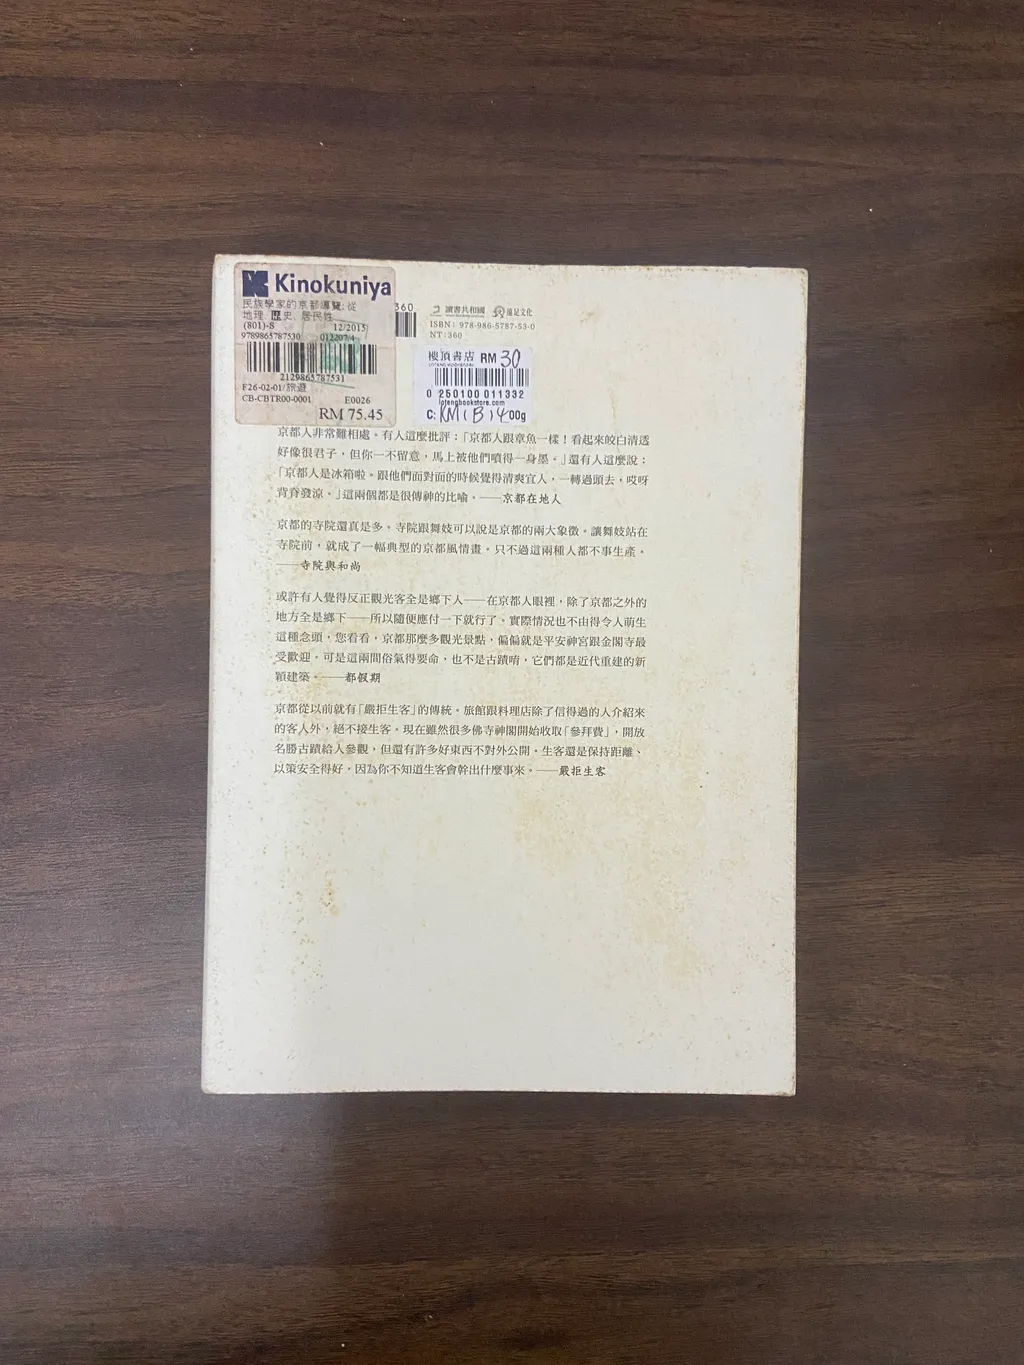 Kinokuniya
民族學家的京都導覽:從
地理、歷史、居民性
(801)-S 12/2015
9789865787530 012207/4
2129865787531
F26-02-01/旅遊
CB-CBTR00-0001 E0026
RM 75.45
360
讀書共和國 遠足文化
ISBN: 978-986-5787-53-0
NT: 360
樓頂書店 RM 30
0 250100 011332
lotengbookstore.com
C: 400g
京都人非常難相處。有人這麼批評:「京都人跟章魚一樣!看起來皎白清透
好像很君子,但你一不留意,馬上被他們噴得一身墨。」還有人這麼說:
「京都人是冰箱啦。跟他們面對面的時候覺得清爽宜人,一轉過頭去,哎呀
背脊發涼。」這兩個都是很傳神的比喻。——京都在地人
京都的寺院還真是多。寺院跟舞妓可以說是京都的兩大象徵。讓舞妓站在
寺院前,就成了一幅典型的京都風情畫。只不過這兩種人都不事生產。
——寺院與和尚
或許有人覺得反正觀光客全是鄉下人——在京都人眼裡,除了京都之外的
地方全是鄉下——所以隨便應付一下就行了。實際情況也不由得令人萌生
這種念頭,您看看,京都那麼多觀光景點,偏偏就是平安神宮跟金閣寺最
受歡迎。可是這兩間俗氣得要命,也不是古蹟唷,它們都是近代重建的新
穎建築。——都假期
京都從以前就有「嚴拒生客」的傳統。旅館跟料理店除了信得過的人介紹來
的客人外,絕不接生客。現在雖然很多佛寺神閣開始收取「參拜費」,開放
名勝古蹟給人參觀,但還有許多好東西不對外公開。生客還是保持距離、
以策安全得好,因為你不知道生客會幹出什麼事來。——嚴拒生客